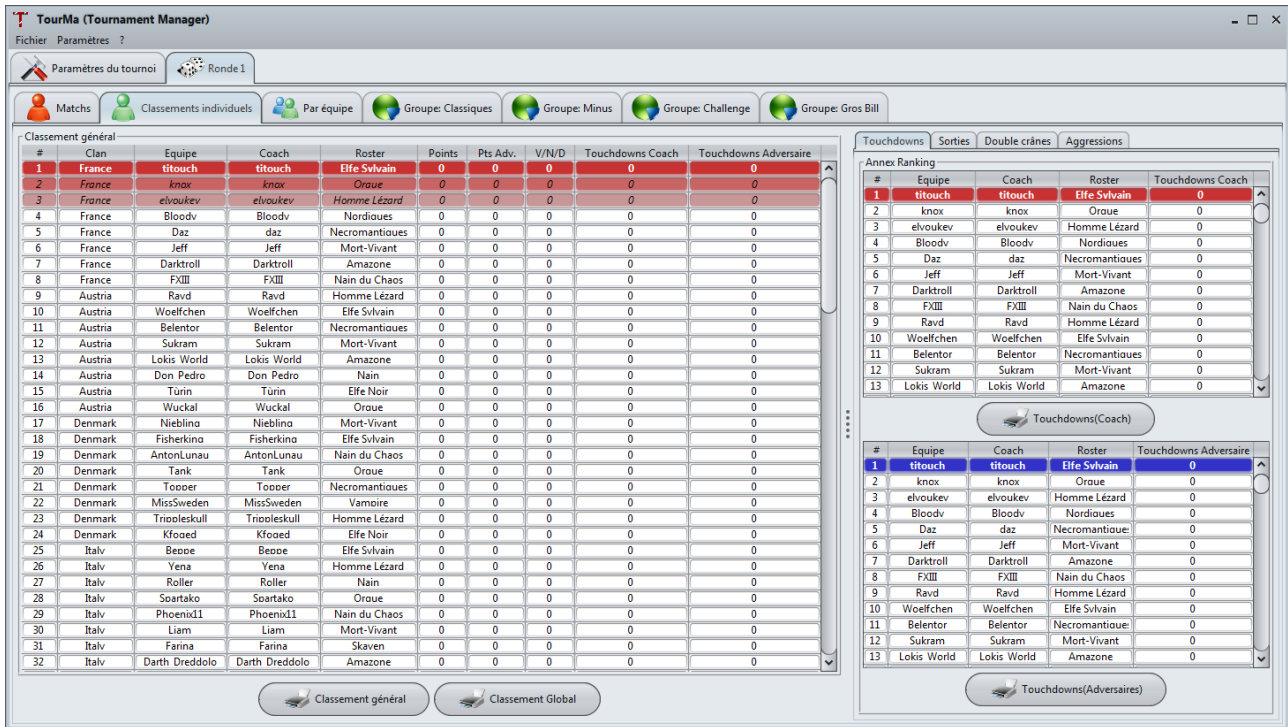 TourMa (Tournament Manager)
Fichier Paramètres ?
Paramètres du tournoi Ronde 1
Matchs Classements individuels Par équipe Groupe: Classiques Groupe: Minus Groupe: Challenge Groupe: Gros Bill
Classement général
# Clan Equipe Coach Roster Points Pts Adv. V/N/D Touchdowns Coach Touchdowns Adversaire
1 France titouch titouch Elfe Sylvain 0 0 0 0 0
2 France knox knox Orque 0 0 0 0 0
3 France elvoukey elvoukey Homme Lézard 0 0 0 0 0
4 France Bloody Bloody Nordiques 0 0 0 0 0
5 France Daz daz Necromantiques 0 0 0 0 0
6 France Jeff Jeff Mort-Vivant 0 0 0 0 0
7 France Darktroll Darktroll Amazone 0 0 0 0 0
8 France FXIII FXIII Nain du Chaos 0 0 0 0 0
9 Austria Rayd Rayd Homme Lézard 0 0 0 0 0
10 Austria Woelfchen Woelfchen Elfe Sylvain 0 0 0 0 0
11 Austria Belentor Belentor Necromantiques 0 0 0 0 0
12 Austria Sukram Sukram Mort-Vivant 0 0 0 0 0
13 Austria Lokis World Lokis World Amazone 0 0 0 0 0
14 Austria Don Pedro Don Pedro Nain 0 0 0 0 0
15 Austria Tùrin Tùrin Elfe Noir 0 0 0 0 0
16 Austria Wuckal Wuckal Orque 0 0 0 0 0
17 Denmark Niebling Niebling Mort-Vivant 0 0 0 0 0
18 Denmark Fisherking Fisherking Elfe Sylvain 0 0 0 0 0
19 Denmark AntonLunau AntonLunau Nain du Chaos 0 0 0 0 0
20 Denmark Tank Tank Orque 0 0 0 0 0
21 Denmark Topper Topper Necromantiques 0 0 0 0 0
22 Denmark MissSweden MissSweden Vampire 0 0 0 0 0
23 Denmark Trippleskull Trippleskull Homme Lézard 0 0 0 0 0
24 Denmark Kfoged Kfoged Elfe Noir 0 0 0 0 0
25 Italy Beppe Beppe Elfe Sylvain 0 0 0 0 0
26 Italy Yena Yena Homme Lézard 0 0 0 0 0
27 Italy Roller Roller Nain 0 0 0 0 0
28 Italy Spartako Spartako Orque 0 0 0 0 0
29 Italy Phoenix11 Phoenix11 Nain du Chaos 0 0 0 0 0
30 Italy Liam Liam Mort-Vivant 0 0 0 0 0
31 Italy Farina Farina Skaven 0 0 0 0 0
32 Italy Darth Dreddolo Darth Dreddolo Amazone 0 0 0 0 0
Classement général Classement Global
Touchdowns Sorties Double crânes Aggressions
Annex Ranking
# Equipe Coach Roster Touchdowns Coach
1 titouch titouch Elfe Sylvain 0
2 knox knox Orque 0
3 elvoukey elvoukey Homme Lézard 0
4 Bloody Bloody Nordiques 0
5 Daz daz Necromantiques 0
6 Jeff Jeff Mort-Vivant 0
7 Darktroll Darktroll Amazone 0
8 FXIII FXIII Nain du Chaos 0
9 Rayd Rayd Homme Lézard 0
10 Woelfchen Woelfchen Elfe Sylvain 0
11 Belentor Belentor Necromantiques 0
12 Sukram Sukram Mort-Vivant 0
13 Lokis World Lokis World Amazone 0
Touchdowns(Coach)
# Equipe Coach Roster Touchdowns Adversaire
1 titouch titouch Elfe Sylvain 0
2 knox knox Orque 0
3 elvoukey elvoukey Homme Lézard 0
4 Bloody Bloody Nordiques 0
5 Daz daz Necromantique 0
6 Jeff Jeff Mort-Vivant 0
7 Darktroll Darktroll Amazone 0
8 FXIII FXIII Nain du Chaos 0
9 Rayd Rayd Homme Lézard 0
10 Woelfchen Woelfchen Elfe Sylvain 0
11 Belentor Belentor Necromantique 0
12 Sukram Sukram Mort-Vivant 0
13 Lokis World Lokis World Amazone 0
Touchdowns(Adversaires)